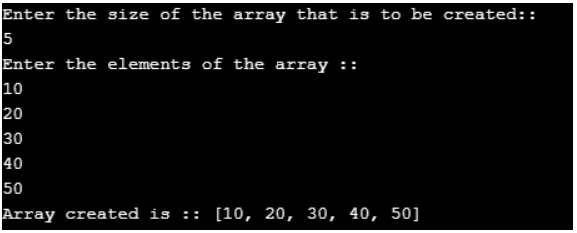 Enter the size of the array that is to be created::
5
Enter the elements of the array ::
10
20
30
40
50
Array created is :: [10, 20, 30, 40, 50]